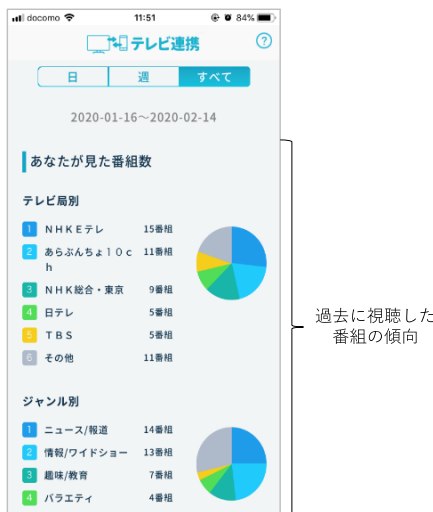 docomo 11:51 84%
テレビ連携 ?
日 週 すべて
2020-01-16～2020-02-14
あなたが見た番組数
テレビ局別
1 ＮＨＫＥテレ 15番組
2 あらぶんちょ１０ｃ 11番組
ｈ
3 ＮＨＫ総合・東京 9番組
4 日テレ 5番組
5 ＴＢＳ 5番組
6 その他 11番組
過去に視聴した
番組の傾向
ジャンル別
1 ニュース/報道 14番組
2 情報/ワイドショー 13番組
3 趣味/教育 7番組
4 バラエティ 4番組